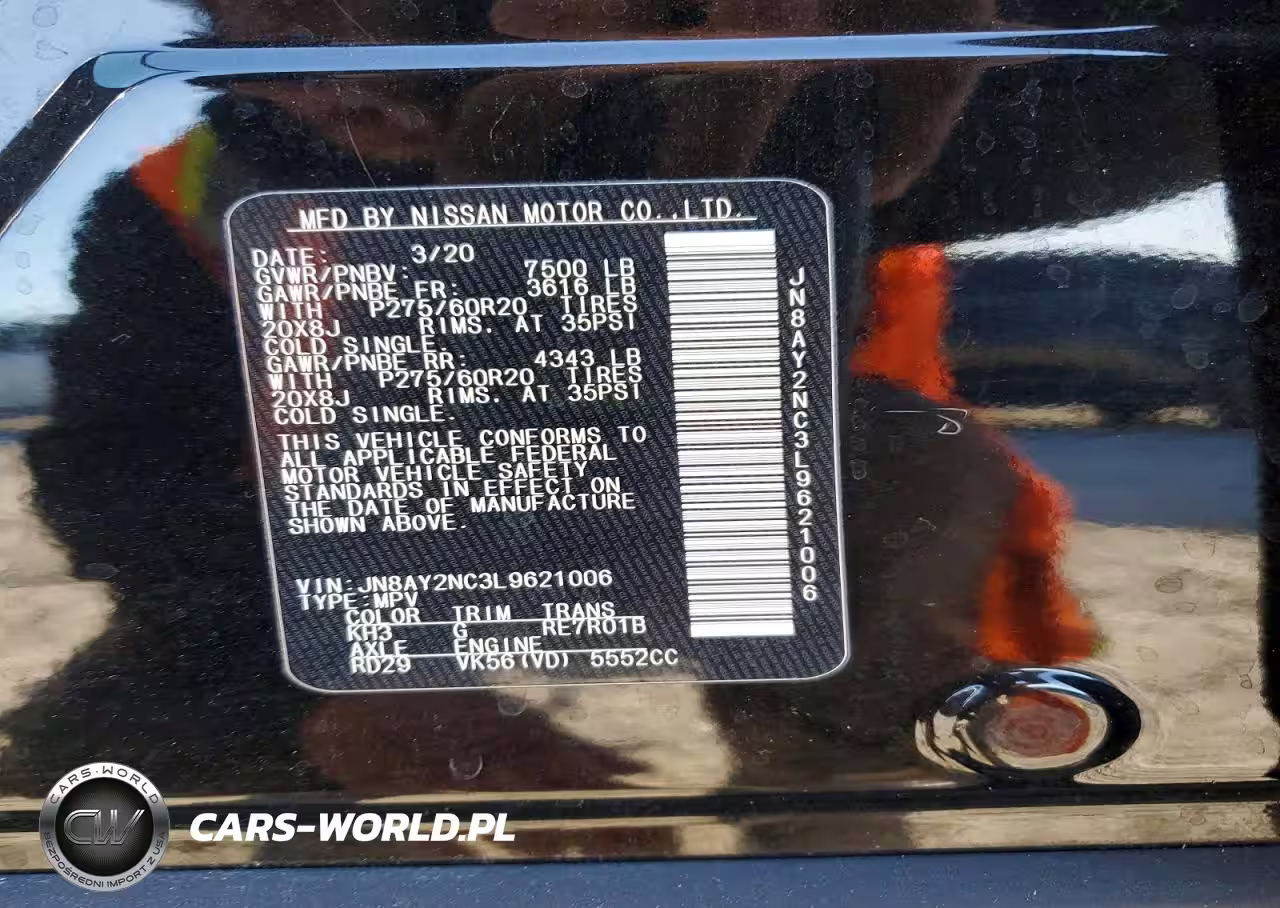 MFD BY NISSAN MOTOR CO.,LTD.
DATE: 3/20
GVWR/PNBV: 7500 LB
GAWR/PNBE FR: 3616 LB
WITH P275/60R20 TIRES
20X8J RIMS. AT 35PSI
COLD SINGLE.
GAWR/PNBE RR: 4343 LB
WITH P275/60R20 TIRES
20X8J RIMS. AT 35PSI
COLD SINGLE.
THIS VEHICLE CONFORMS TO
ALL APPLICABLE FEDERAL
MOTOR VEHICLE SAFETY
STANDARDS IN EFFECT ON
THE DATE OF MANUFACTURE
SHOWN ABOVE.
VIN:JN8AY2NC3L9621006
TYPE:MPV
COLOR TRIM TRANS
KH3 G RE7R01B
AXLE ENGINE
RD29 VK56(VD) 5552CC
JN8AY2NC3L9621006
CARS-WORLD
CW
BEZPOŚREDNI IMPORT Z USA
CARS-WORLD.PL